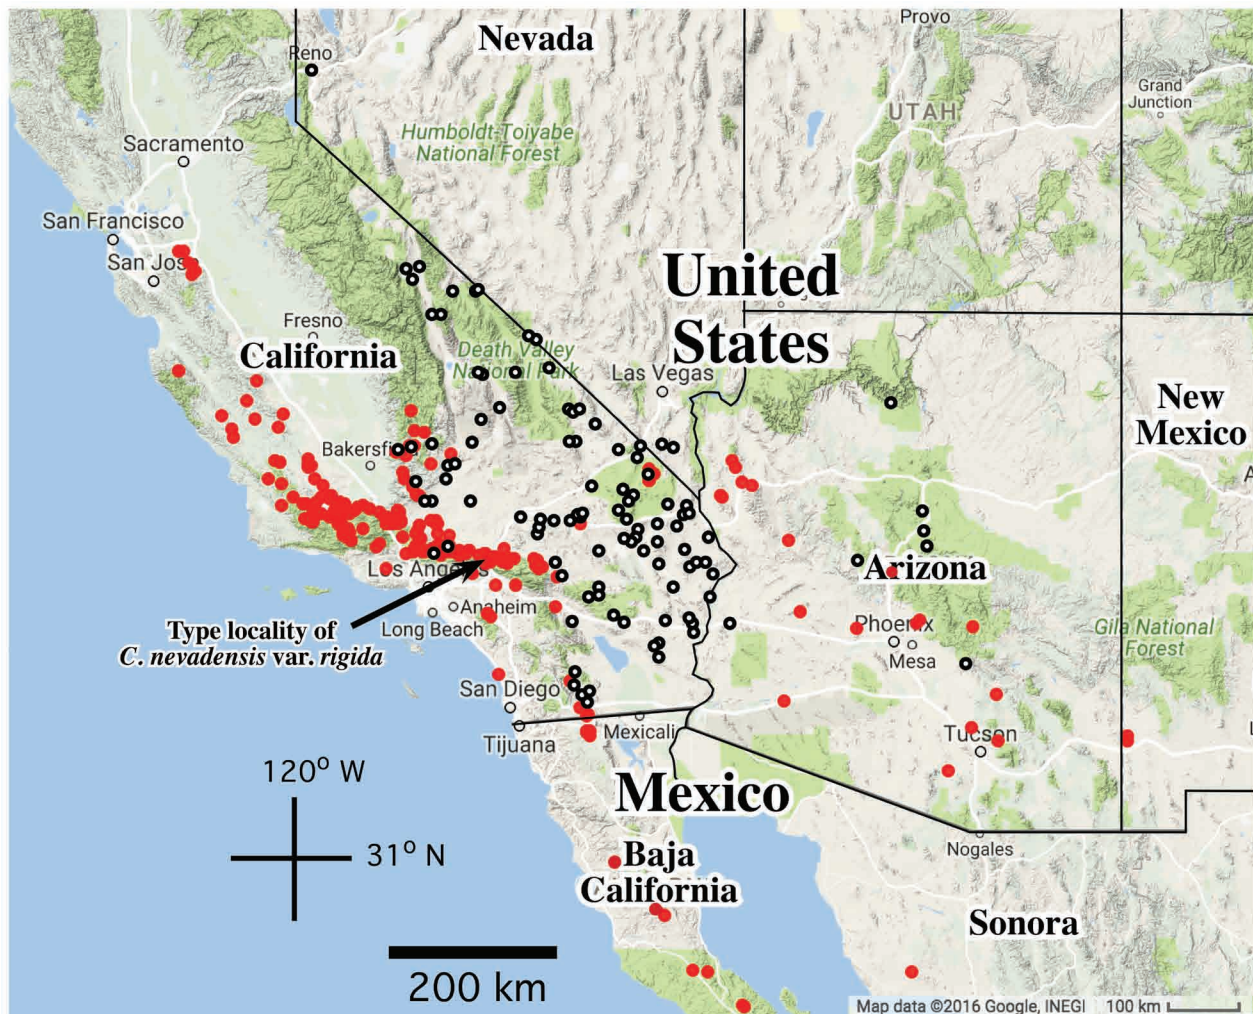 Provo
Nevada
Reno
Grand
Junction
UTAH
Humboldt-Toiyabe
National Forest
Sacramento
San Francisco
San Jos
United
States
Fresno
California
Death Valley
National Park
Las Vegas
New
Mexico
Bakersfi
Arizona
Los Angeles
Anaheim
Long Beach
Type locality of
C. nevadensis var. rigida
Phoenix
Mesa
Gila National
Forest
San Diego
Tijuana
Mexicali
Tucson
120° W
31° N
Mexico
Nogales
Baja
California
Sonora
200 km
Map data ©2016 Google, INEGI 100 km